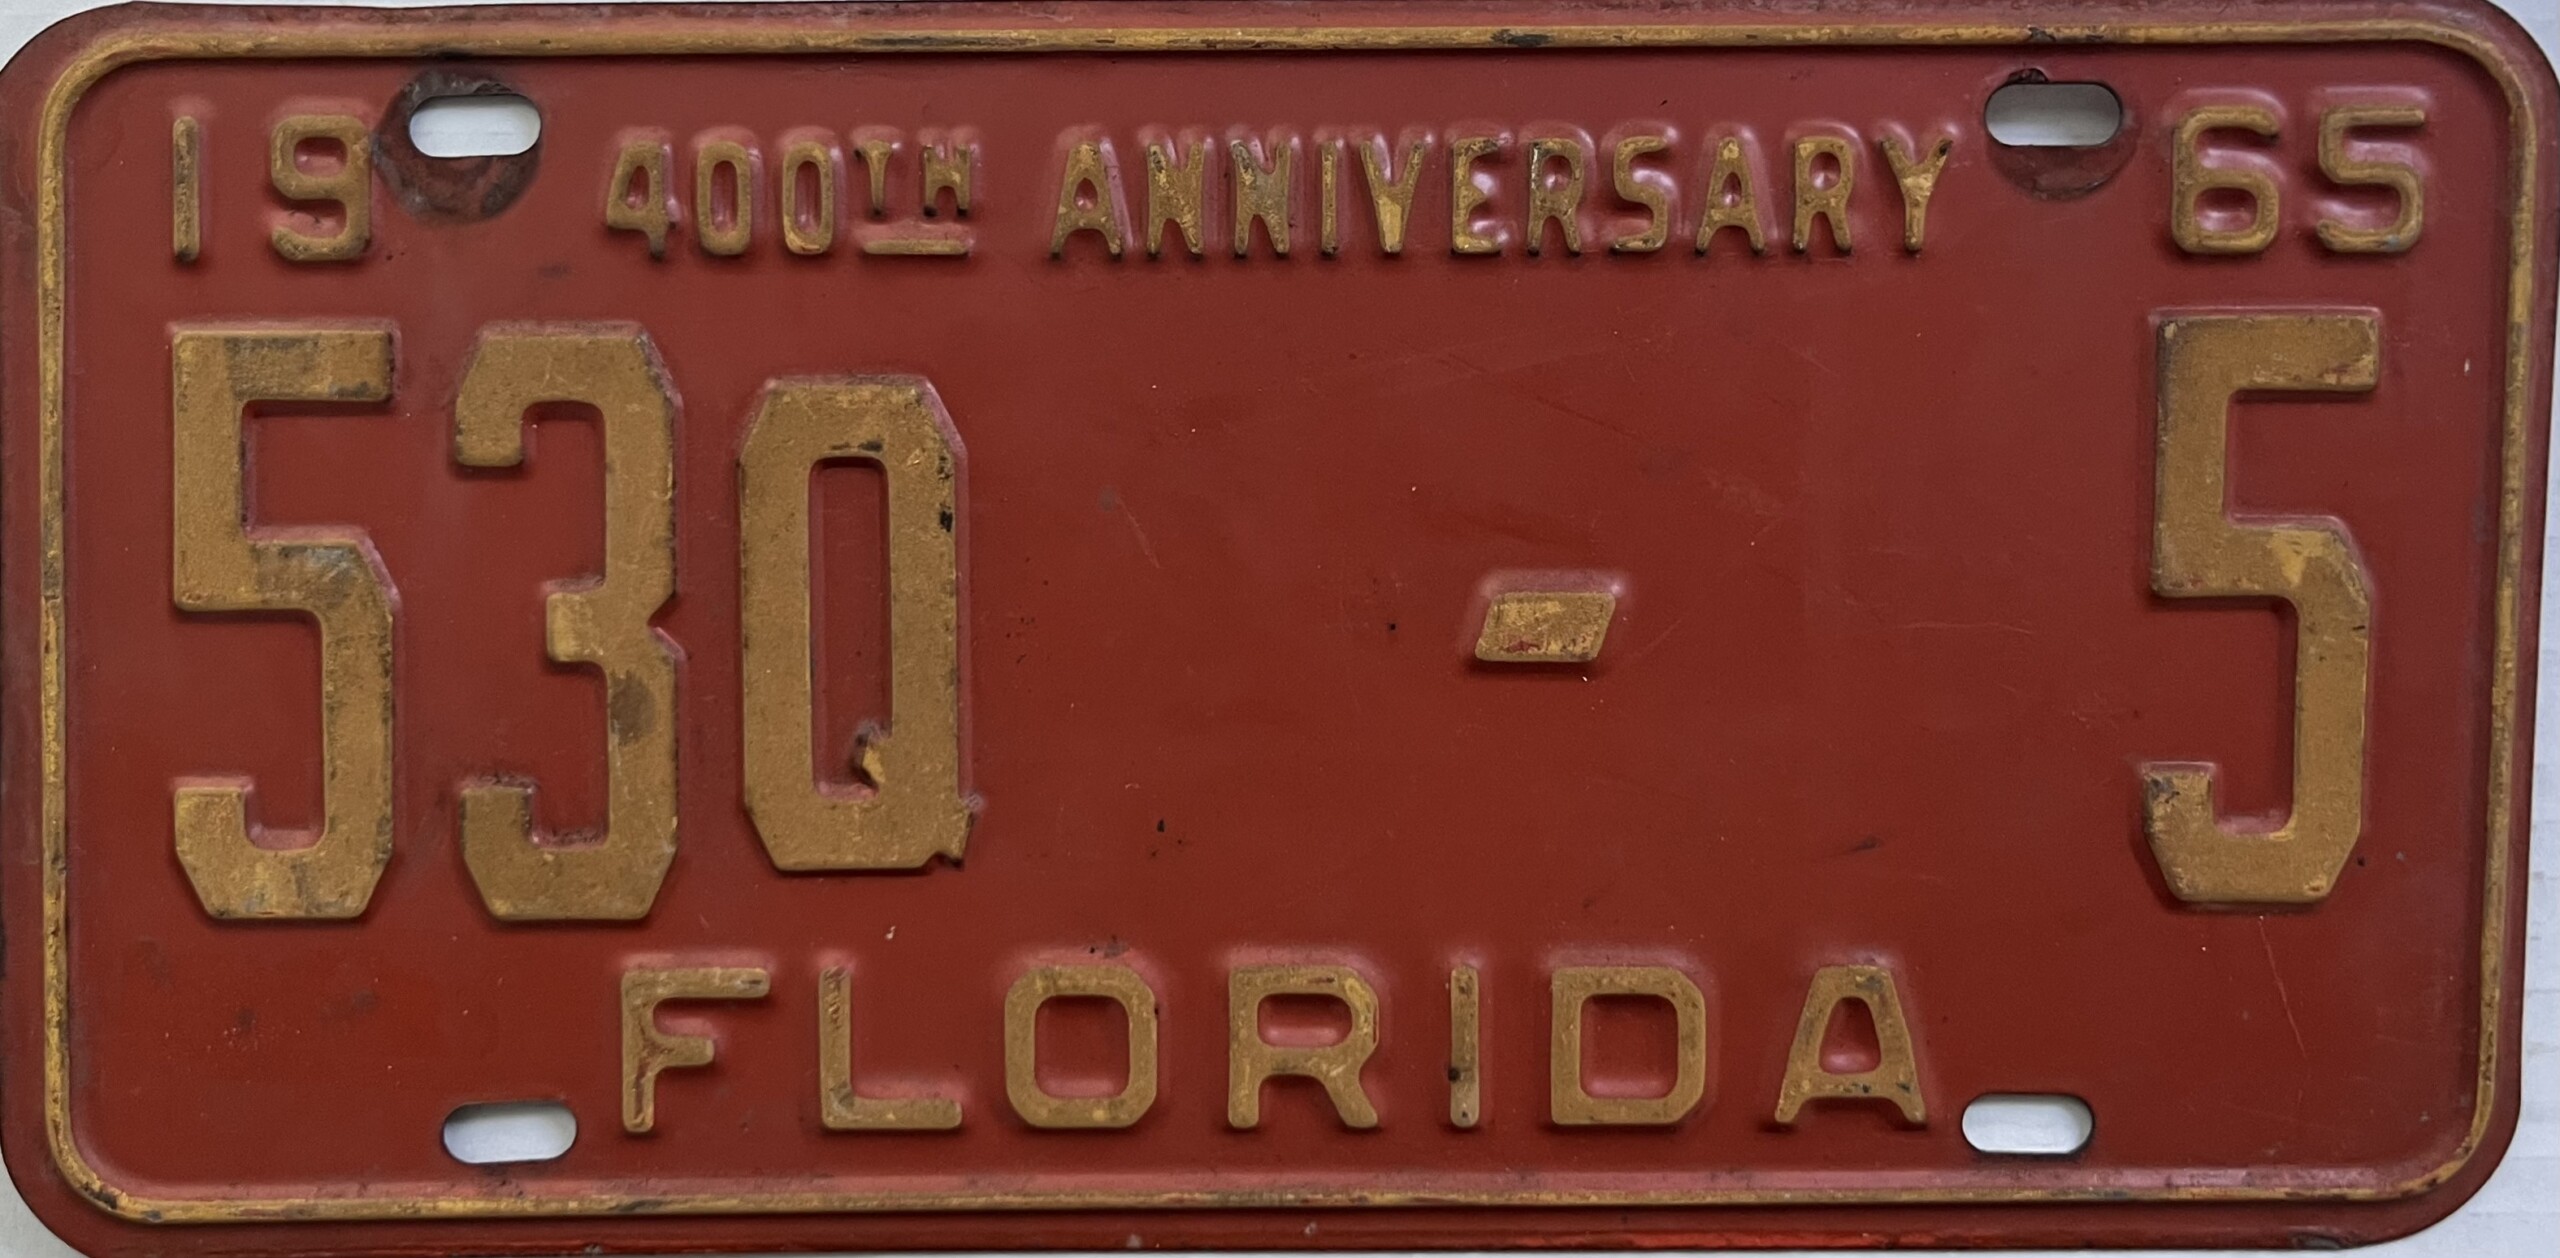 19 400TH ANNIVERSARY 65
53Q - 5
FLORIDA